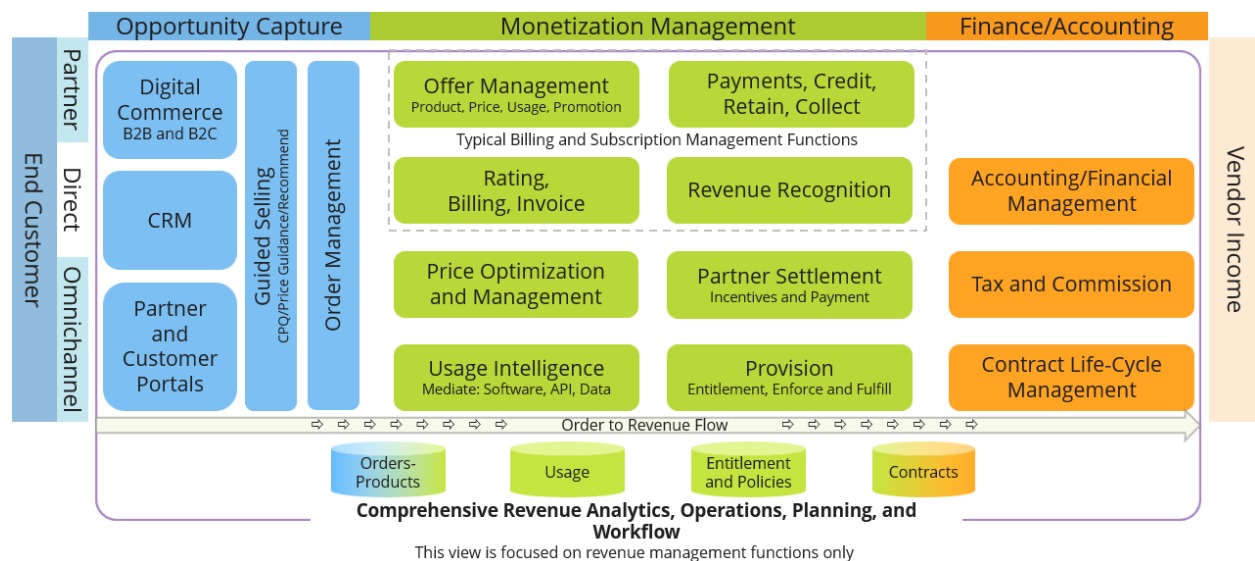 Opportunity Capture
Monetization Management
Finance/Accounting
End Customer
Partner
Direct
Omnichannel
Digital
Commerce
B2B and B2C
CRM
Partner
and
Customer
Portals
Guided Selling
CPQ/Price Guidance/Recommend
Order Management
Offer Management
Product, Price, Usage, Promotion
Payments, Credit,
Retain, Collect
Typical Billing and Subscription Management Functions
Rating,
Billing, Invoice
Revenue Recognition
Price Optimization
and Management
Partner Settlement
Incentives and Payment
Usage Intelligence
Mediate: Software, API, Data
Provision
Entitlement, Enforce and Fulfill
Accounting/Financial
Management
Tax and Commission
Contract Life-Cycle
Management
Vendor Income
Order to Revenue Flow
Orders-
Products
Usage
Entitlement
and Policies
Contracts
Comprehensive Revenue Analytics, Operations, Planning, and
Workflow
This view is focused on revenue management functions only